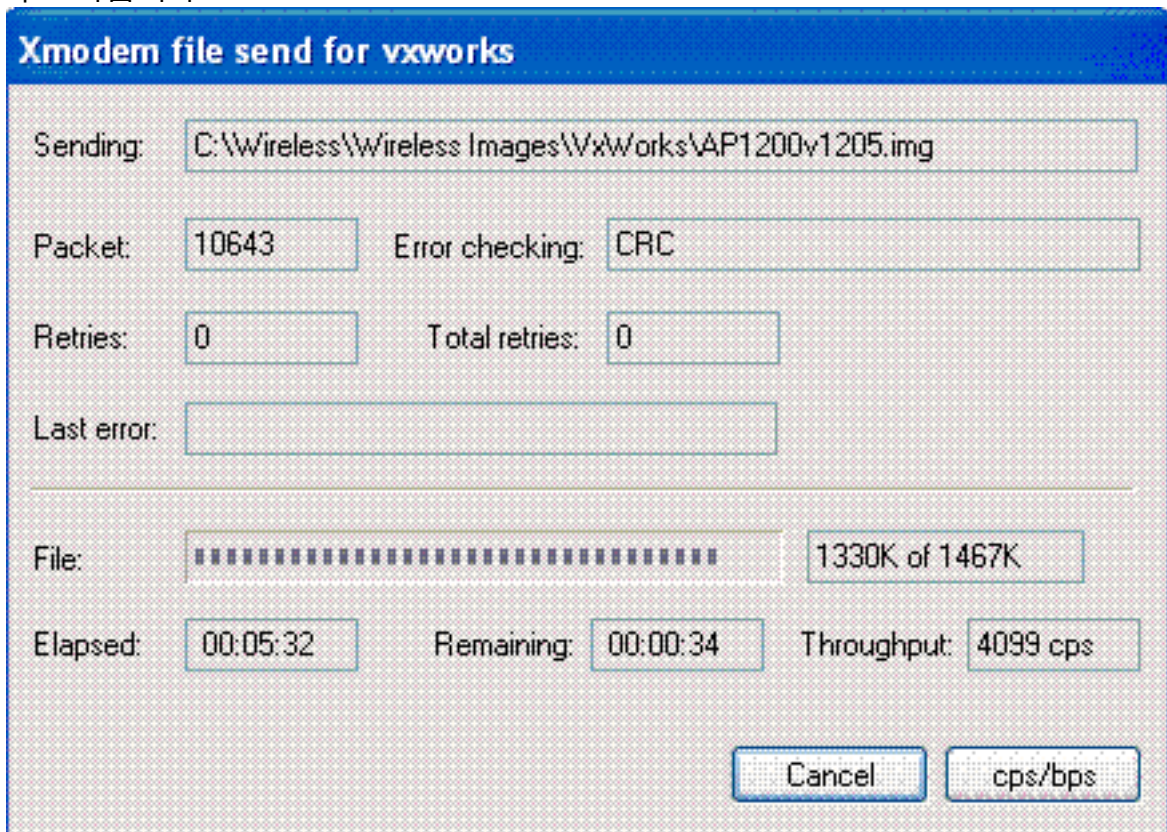 Xmodem file send for vxworks
Sending: C:\Wireless\Wireless Images\VxWorks\AP1200v1205.img
Packet: 10643 Error checking: CRC
Retries: 0 Total retries: 0
Last error:
File: 1330K of 1467K
Elapsed: 00:05:32 Remaining: 00:00:34 Throughput: 4099 cps
Cancel cps/bps